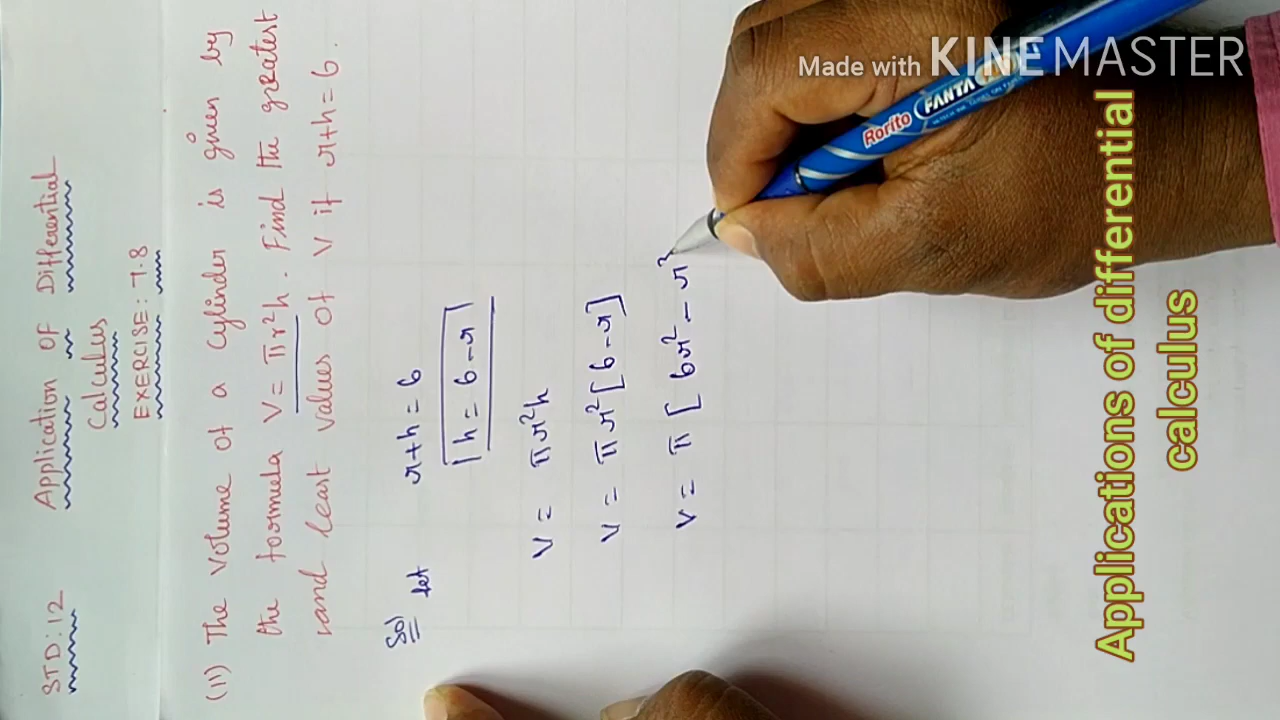 STD: 12 Application of Differential
Calculus
EXERCISE: 7.8
(11) The volume of a cylinder is given by
the formula V = πr²h. Find the greatest
and least values of V if r+h=6.
Sol let r+h=6
h = 6-r
V = πr²h
V = πr²[6-r]
V = π[6r²-r³
Made with KINEMASTER
Rorito FANTA
Applications of differential
calculus